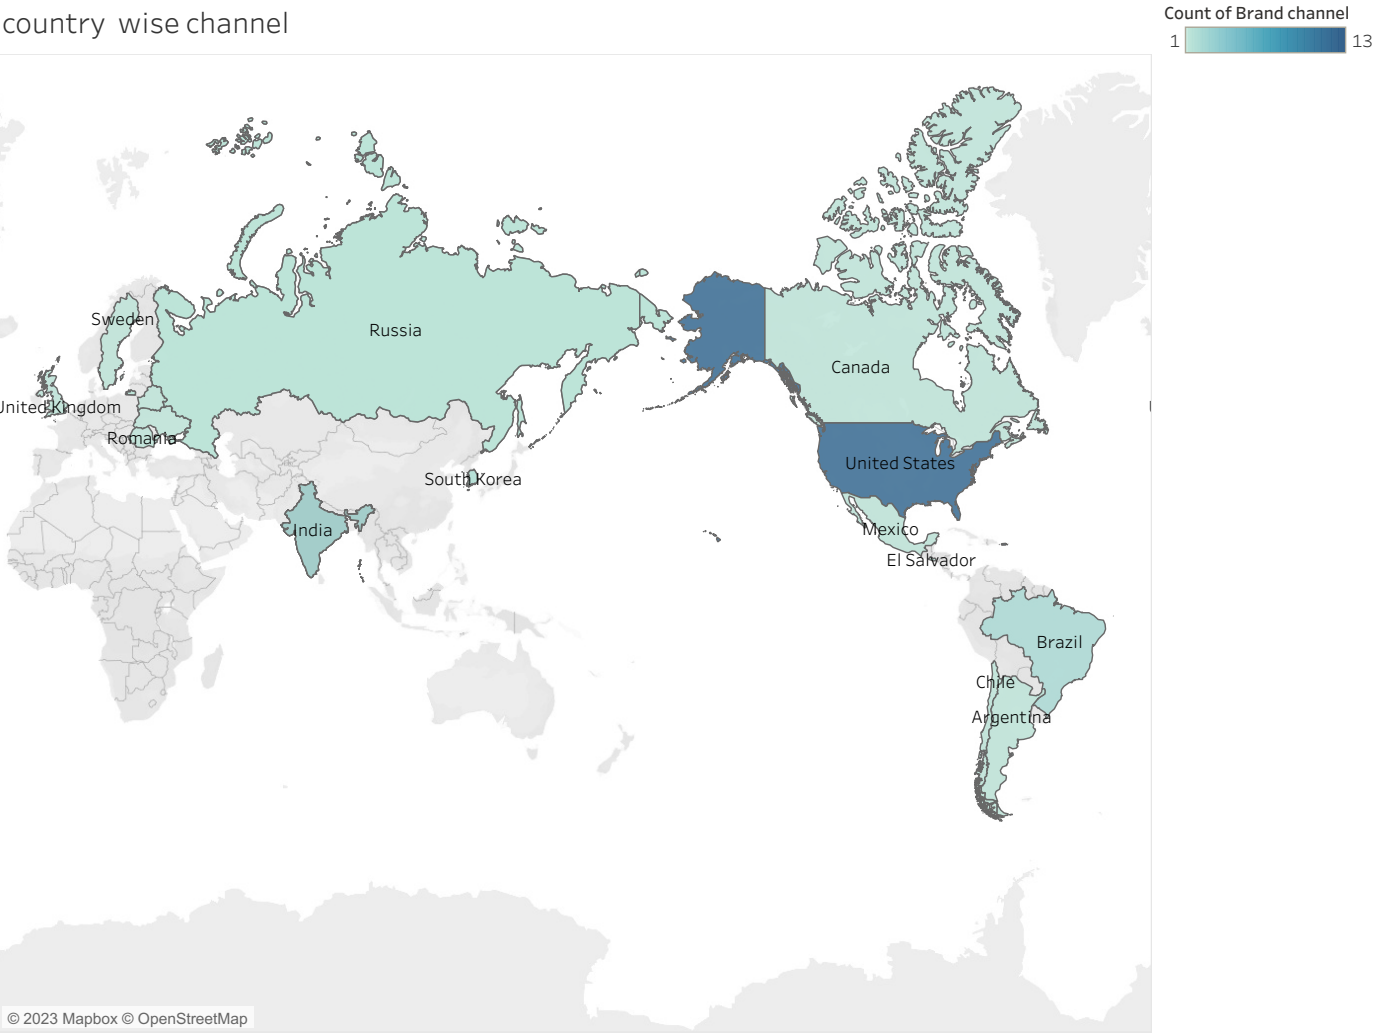 country  wise channel
Count of Brand channel
1
13
Sweden
Russia
United Kingdom
Romania
South Korea
India
Canada
United States
Mexico
El Salvador
Brazil
Chile
Argentina
© 2023 Mapbox © OpenStreetMap